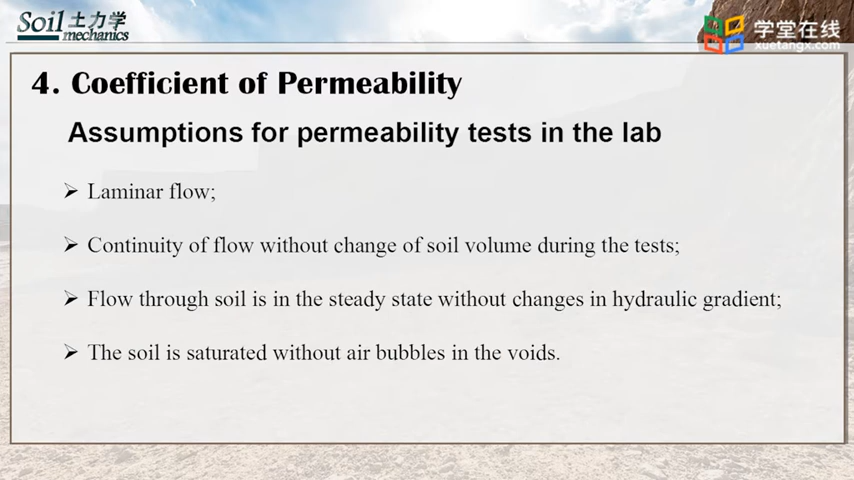 Soil 土力学
mechanics
学堂在线
xuetangx.com
4. Coefficient of Permeability
Assumptions for permeability tests in the lab
➢ Laminar flow;
➢ Continuity of flow without change of soil volume during the tests;
➢ Flow through soil is in the steady state without changes in hydraulic gradient;
➢ The soil is saturated without air bubbles in the voids.